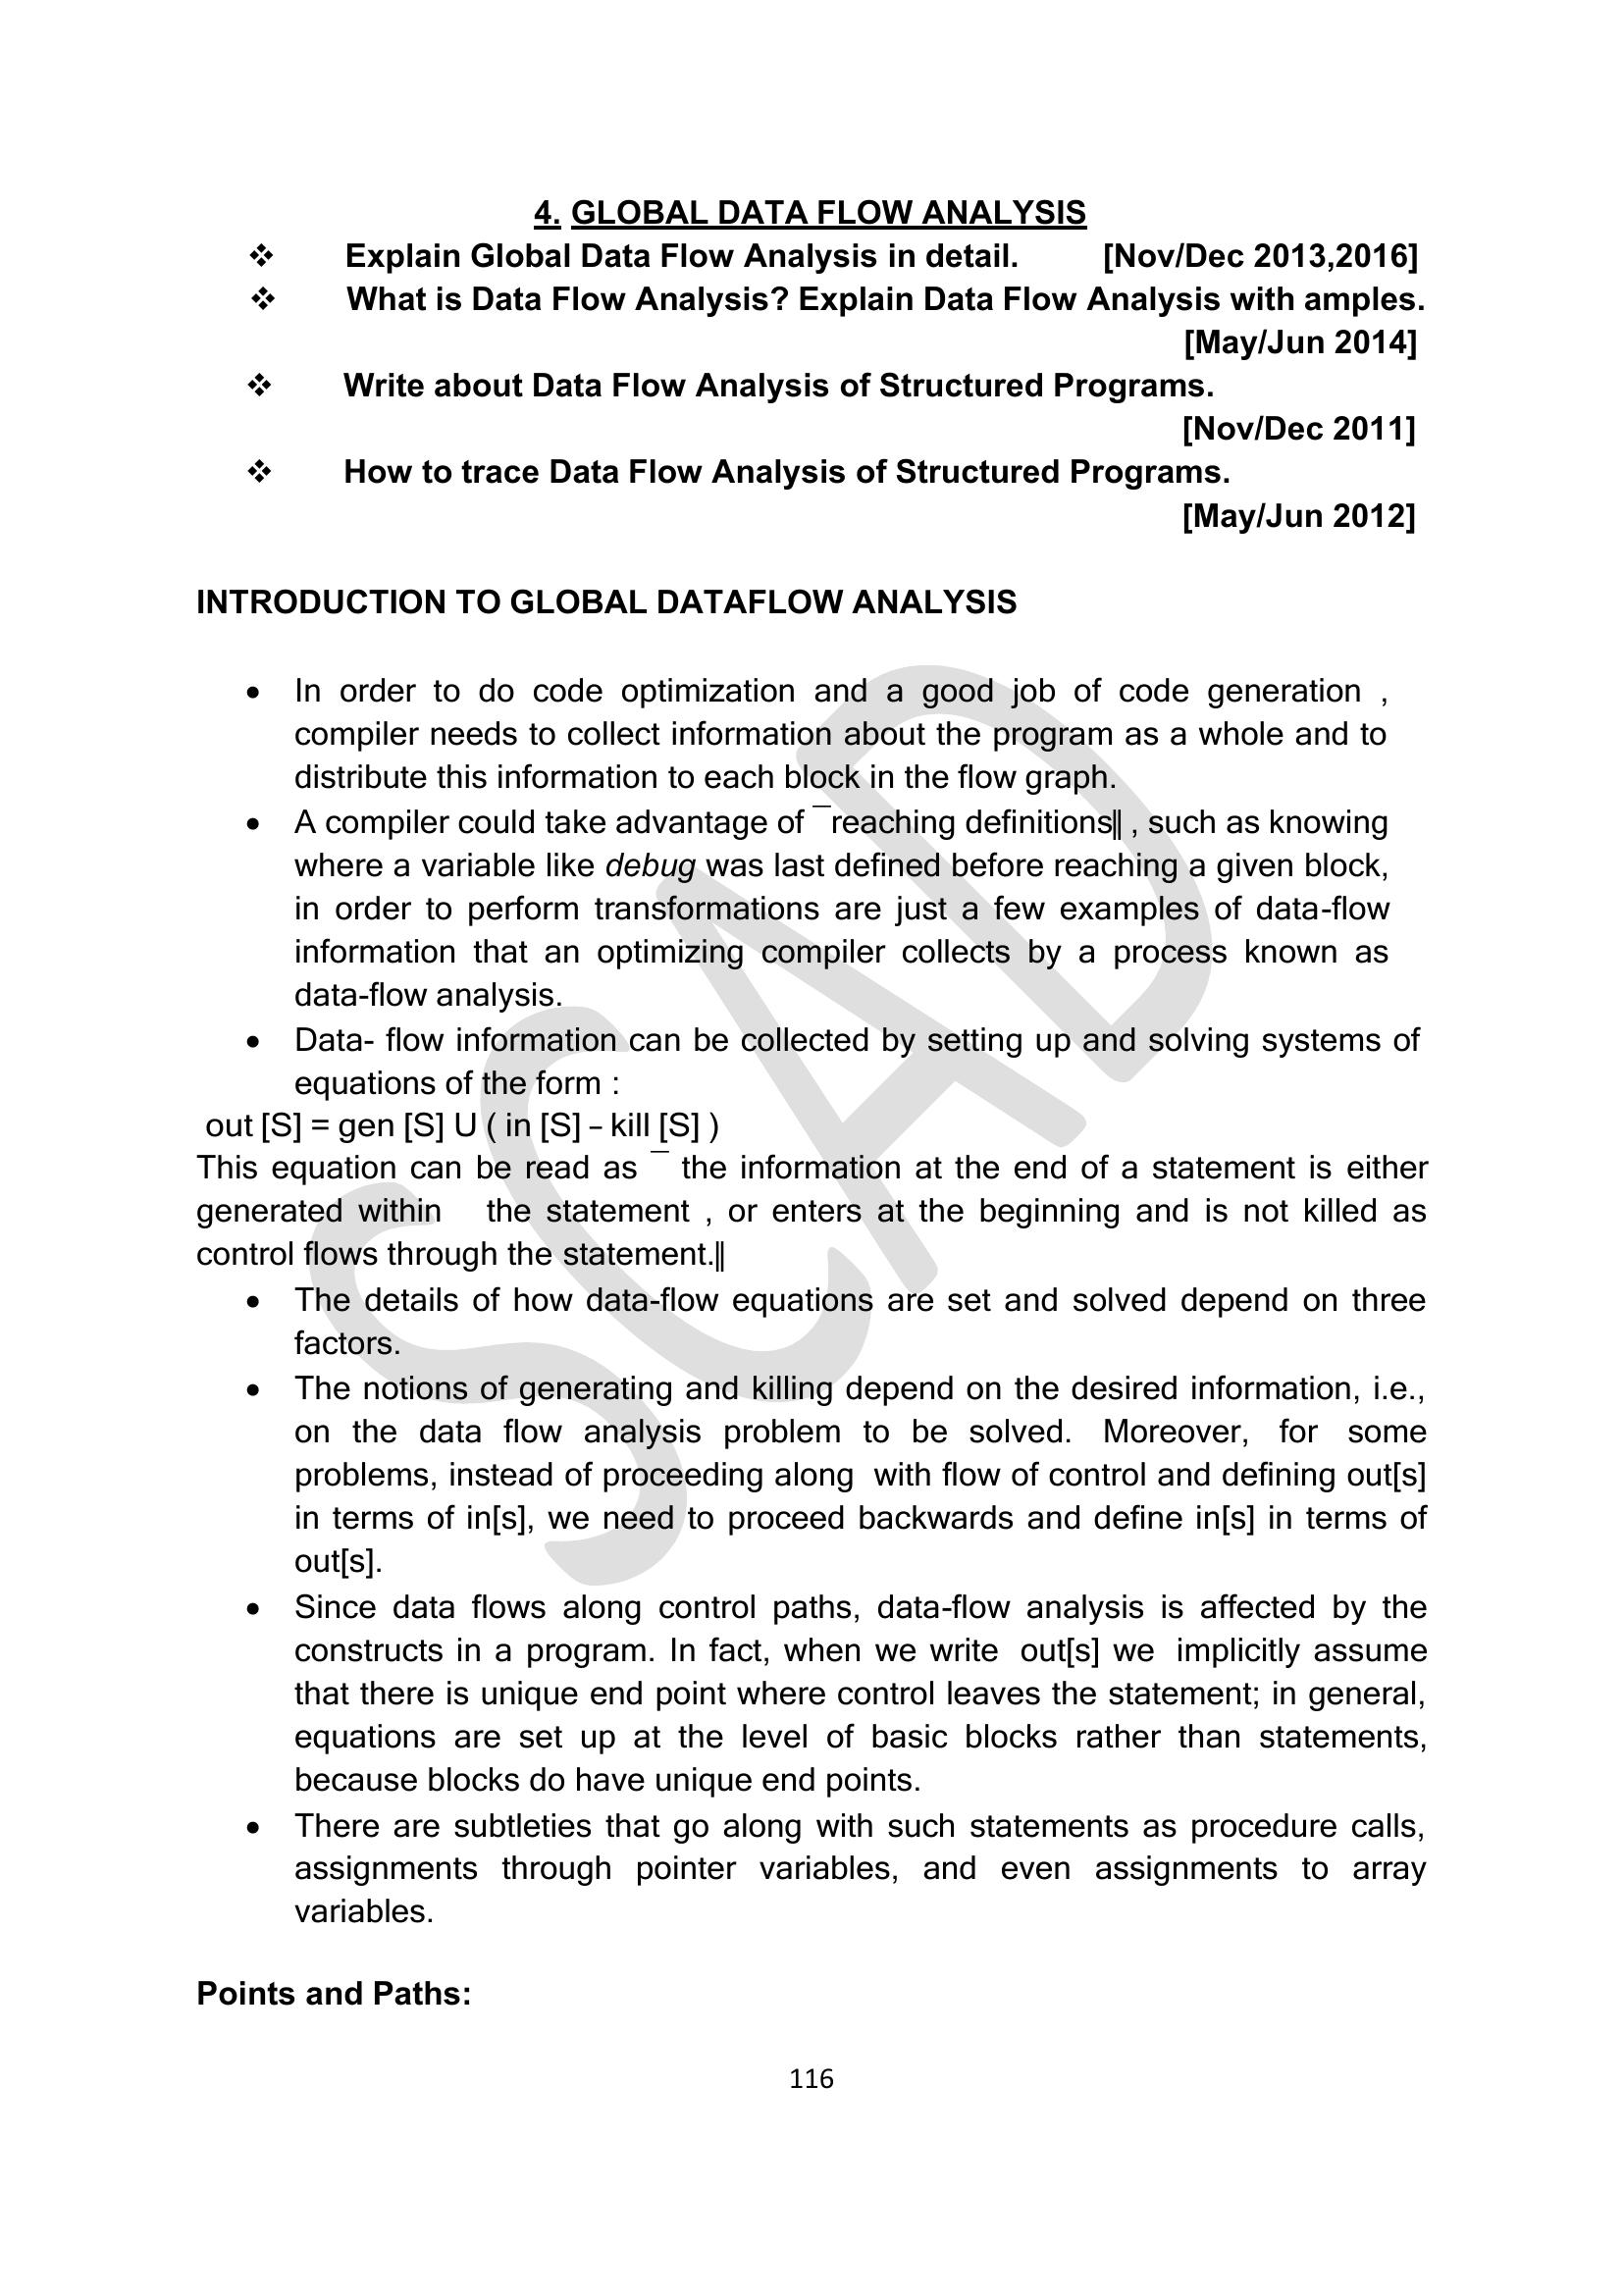 4. GLOBAL DATA FLOW ANALYSIS
❖ Explain Global Data Flow Analysis in detail. [Nov/Dec 2013,2016]
❖ What is Data Flow Analysis? Explain Data Flow Analysis with amples.
[May/Jun 2014]
❖ Write about Data Flow Analysis of Structured Programs.
[Nov/Dec 2011]
❖ How to trace Data Flow Analysis of Structured Programs.
[May/Jun 2012]
INTRODUCTION TO GLOBAL DATAFLOW ANALYSIS
• In order to do code optimization and a good job of code generation ,
compiler needs to collect information about the program as a whole and to
distribute this information to each block in the flow graph.
• A compiler could take advantage of ‾reaching definitions‖ , such as knowing
where a variable like debug was last defined before reaching a given block,
in order to perform transformations are just a few examples of data-flow
information that an optimizing compiler collects by a process known as
data-flow analysis.
• Data- flow information can be collected by setting up and solving systems of
equations of the form :
out [S] = gen [S] U ( in [S] – kill [S] )
This equation can be read as ‾ the information at the end of a statement is either
generated within the statement , or enters at the beginning and is not killed as
control flows through the statement.‖
• The details of how data-flow equations are set and solved depend on three
factors.
• The notions of generating and killing depend on the desired information, i.e.,
on the data flow analysis problem to be solved. Moreover, for some
problems, instead of proceeding along with flow of control and defining out[s]
in terms of in[s], we need to proceed backwards and define in[s] in terms of
out[s].
• Since data flows along control paths, data-flow analysis is affected by the
constructs in a program. In fact, when we write out[s] we implicitly assume
that there is unique end point where control leaves the statement; in general,
equations are set up at the level of basic blocks rather than statements,
because blocks do have unique end points.
• There are subtleties that go along with such statements as procedure calls,
assignments through pointer variables, and even assignments to array
variables.
Points and Paths:
116
SCAD